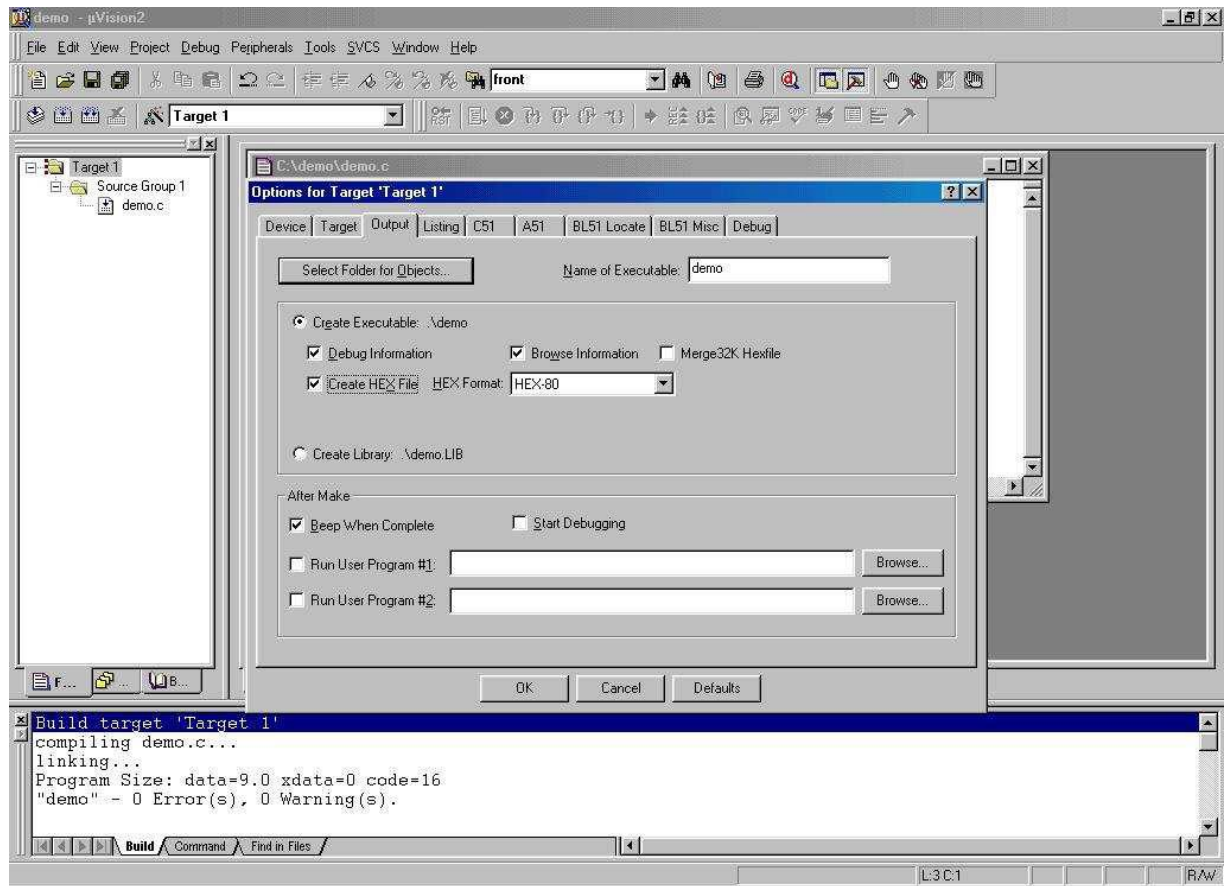 demo - µVision2
File Edit View Project Debug Peripherals Tools SVCS Window Help
front
Target 1
Target 1
Source Group 1
demo.c
C:\demo\demo.c
Options for Target 'Target 1'
Device Target Output Listing C51 A51 BL51 Locate BL51 Misc Debug
Select Folder for Objects... Name of Executable: demo
Create Executable: .\demo
Debug Information Browse Information Merge32K Hexfile
Create HEX File HEX Format: HEX-80
Create Library: .\demo.LIB
After Make
Beep When Complete Start Debugging
Run User Program #1: Browse...
Run User Program #2: Browse...
OK Cancel Defaults
F... ... B...
Build target 'Target 1'
compiling demo.c...
linking...
Program Size: data=9.0 xdata=0 code=16
"demo" - 0 Error(s), 0 Warning(s).
Build Command Find in Files
L:3 C:1 R/W